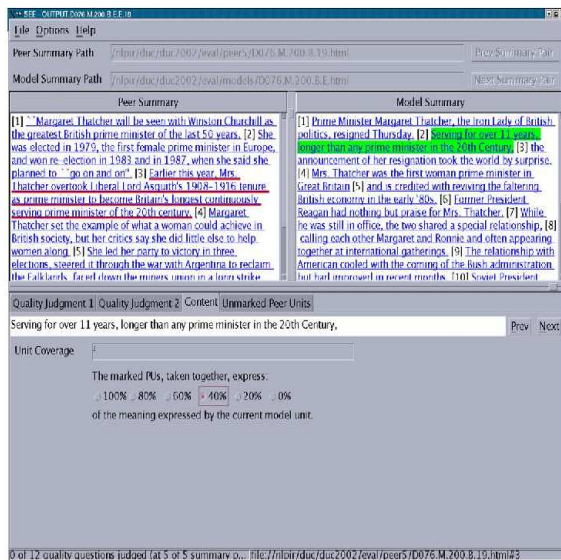 SEE - OUTPUT.D076.M.200.B.E.E.19
File Options Help
Peer Summary Path /nlpir/duc/duc2002/eval/peer5/D076.M.200.B.19.html Prev Summary Pair
Model Summary Path /nlpir/duc/duc2002/eval/models/D076.M.200.B.E.html Next Summary Pair
Peer Summary
[1] ``Margaret Thatcher will be seen with Winston Churchill as
the greatest British prime minister of the last 50 years. [2] She
was elected in 1979, the first female prime minister in Europe,
and won re-election in 1983 and in 1987, when she said she
planned to ``go on and on''. [3] Earlier this year, Mrs.
Thatcher overtook Liberal Lord Asquith's 1908-1916 tenure
as prime minister to become Britain's longest continuously
serving prime minister of the 20th century. [4] Margaret
Thatcher set the example of what a woman could achieve in
British society, but her critics say she did little else to help
women along. [5] She led her party to victory in three
elections, steered it through the war with Argentina to reclaim
the Falklands, faced down the miners union in a long strike
Model Summary
[1] Prime Minister Margaret Thatcher, the Iron Lady of British
politics, resigned Thursday. [2] Serving for over 11 years,
longer than any prime minister in the 20th Century, [3] the
announcement of her resignation took the world by surprise.
[4] Mrs. Thatcher was the first woman prime minister in
Great Britain [5] and is credited with reviving the faltering
British economy in the early '80s. [6] Former President
Reagan had nothing but praise for Mrs. Thatcher. [7] While
he was still in office, the two shared a special relationship, [8]
calling each other Margaret and Ronnie and often appearing
together at international gatherings. [9] The relationship with
American cooled with the coming of the Bush administration
but had improved in recent months. [10] Soviet President
Quality Judgment 1 Quality Judgment 2 Content Unmarked Peer Units
Serving for over 11 years, longer than any prime minister in the 20th Century, Prev Next
Unit Coverage
The marked PUs, taken together, express:
100% 80% 60% 40% 20% 0%
of the meaning expressed by the current model unit.
0 of 12 quality questions judged (at 5 of 5 summary p... file://nlpir/duc/duc2002/eval/peer5/D076.M.200.B.19.html#3